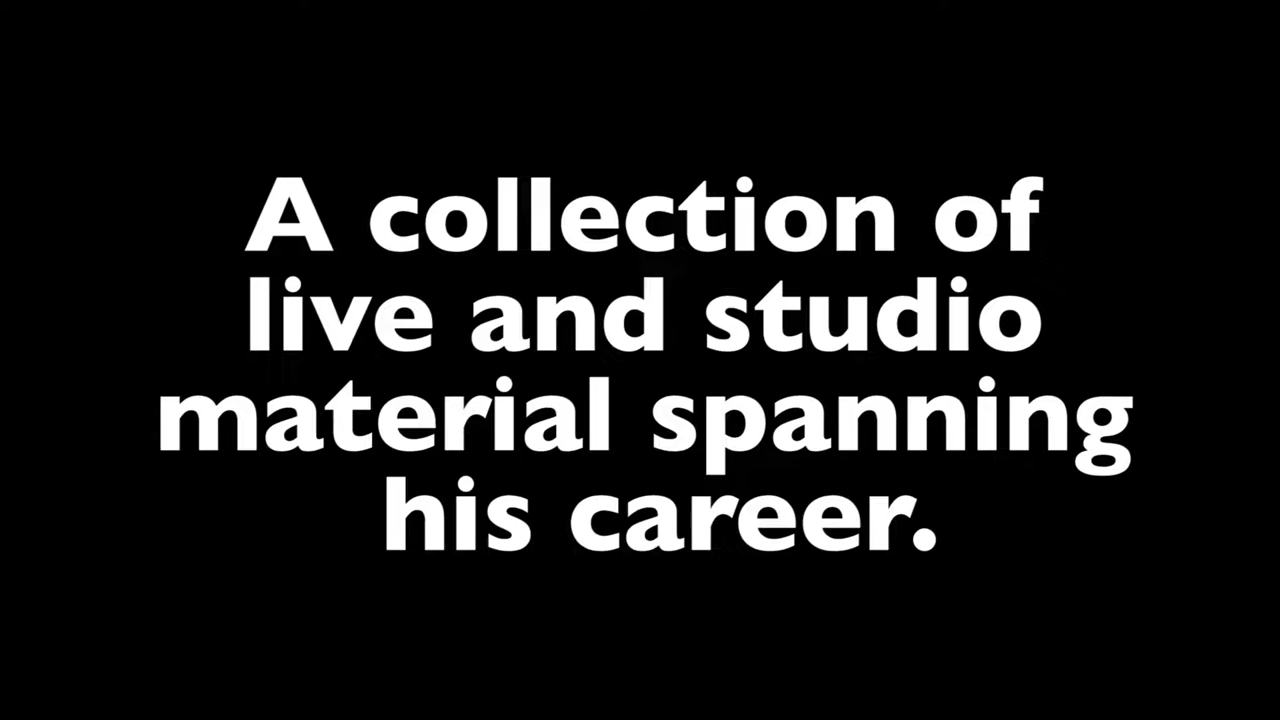 A collection of
live and studio
material spanning
his career.